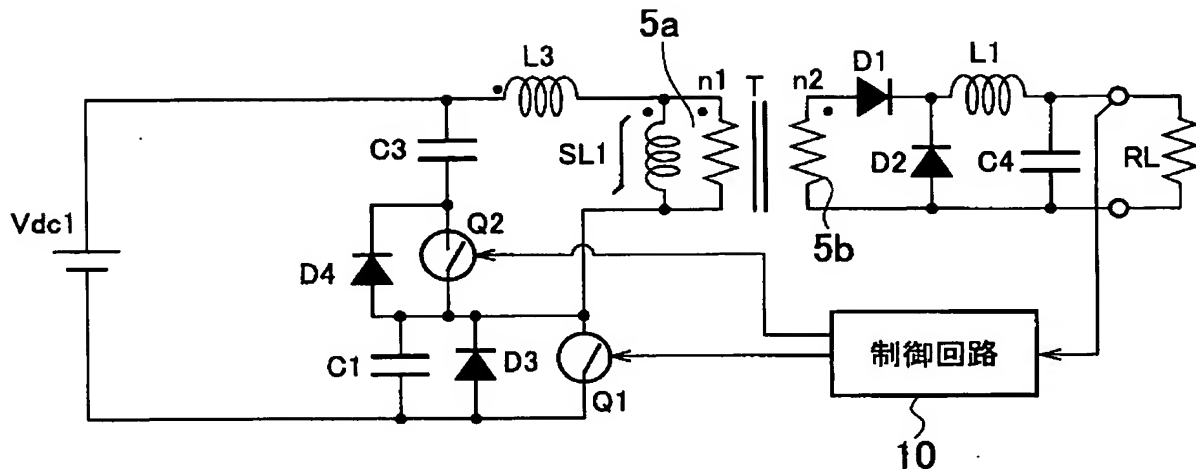 5a
L3
n1
T
n2
D1
L1
C3
SL1
D2
C4
RL
Vdc1
Q2
5b
D4
C1
D3
Q1
制御回路
10